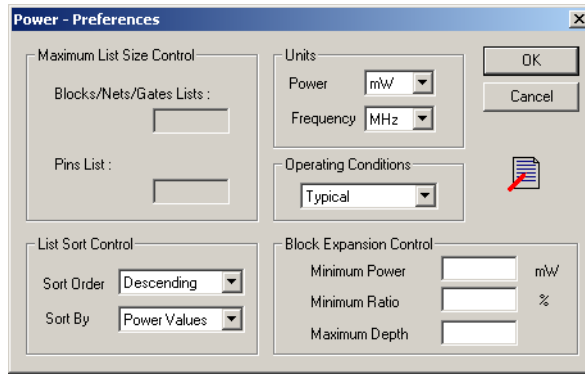 Power - Preferences
Maximum List Size Control
Blocks/Nets/Gates Lists :
Pins List :
Units
Power mW
Frequency MHz
OK
Cancel
Operating Conditions
Typical
List Sort Control
Sort Order Descending
Sort By Power Values
Block Expansion Control
Minimum Power mW
Minimum Ratio %
Maximum Depth